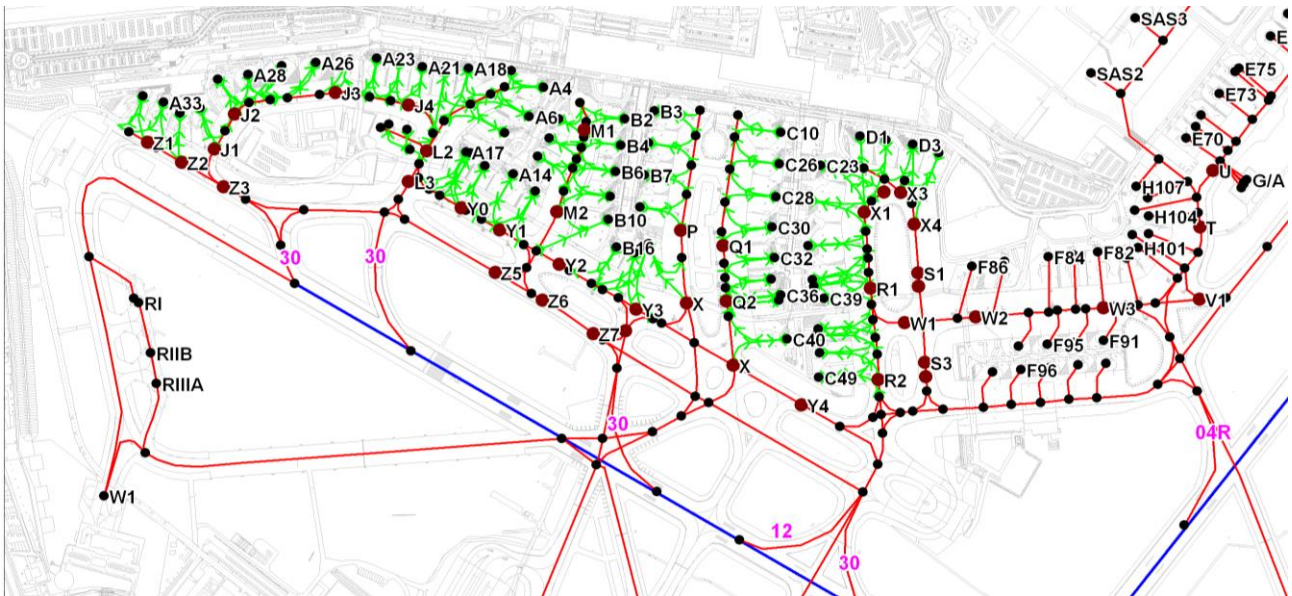 SAS3
E
A23
A26
A21
A18
A28
SAS2
E75
A4
J3
J4
E73
A33
J2
A6
B2
B3
M1
C10
D1
D3
E70
Z1
J1
L2
B4
Z2
A17
B6
B7
C26
C23
U
G/A
Z3
L3
A14
H107
X3
C28
Y0
M2
B10
X1
H104
Y1
P
C30
X4
T
Q1
B16
H101
30
30
C32
F84
F82
Z5
Y2
F86
S1
R1
RI
Z6
Y3
X
Q2
C36
C39
V1
W3
Z7
W1
W2
C40
F95
F91
RIIB
X
S3
F96
RIIIA
C49
R2
Y4
30
04R
W1
12
30